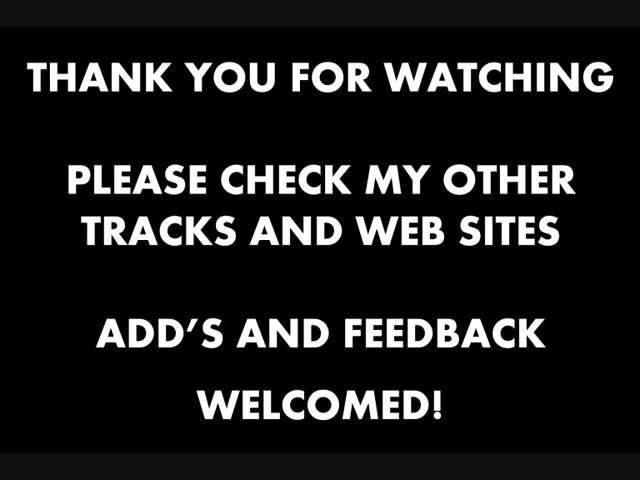 THANK YOU FOR WATCHING
PLEASE CHECK MY OTHER
TRACKS AND WEB SITES
ADD'S AND FEEDBACK
WELCOMED!